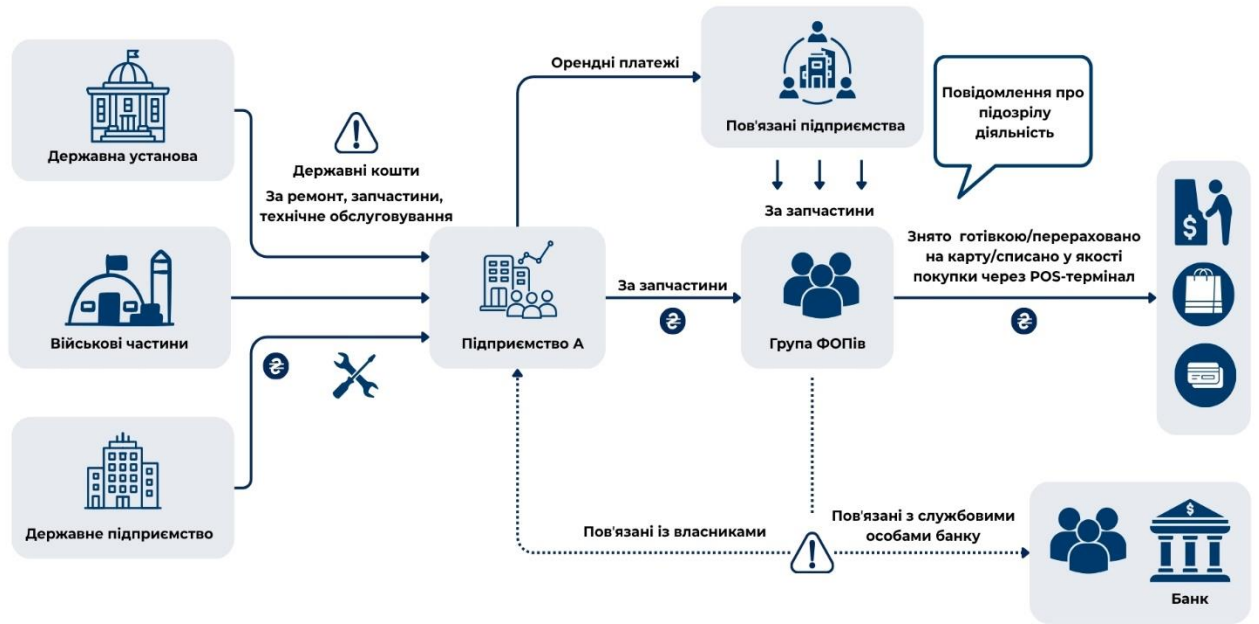 Державна установа
Військові частини
Державне підприємство
Державні кошти
За ремонт, запчастини,
технічне обслуговування
Орендні платежі
Пов'язані підприємства
За запчастини
Підприємство А
За запчастини
Група ФОПів
Повідомлення про
підозрілу
діяльність
Знято готівкою/перераховано
на карту/списано у якості
покупки через POS-термінал
Пов'язані із власниками
Пов'язані з службовими
особами банку
Банк